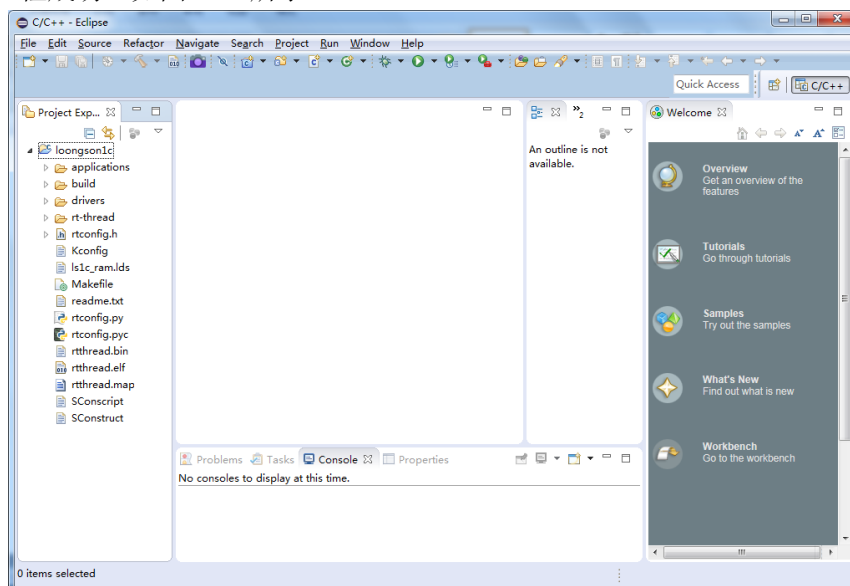 C/C++ - Eclipse
File Edit Source Refactor Navigate Search Project Run Window Help
Quick Access
C/C++
Project Exp...
loongson1c
applications
build
drivers
rt-thread
rtconfig.h
Kconfig
ls1c_ram.lds
Makefile
readme.txt
rtconfig.py
rtconfig.pyc
rtthread.bin
rtthread.elf
rtthread.map
SConscript
SConstruct
2
An outline is not
available.
Welcome
Overview
Get an overview of the
features
Tutorials
Go through tutorials
Samples
Try out the samples
What's New
Find out what is new
Workbench
Go to the workbench
Problems Tasks Console Properties
No consoles to display at this time.
0 items selected